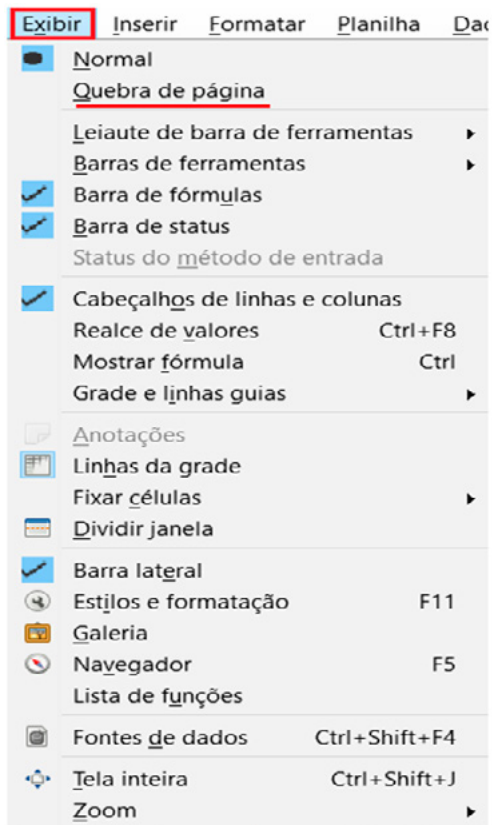 Exibir Inserir Formatar Planilha Dad
Normal
Quebra de página
Leiaute de barra de ferramentas
Barras de ferramentas
Barra de fórmulas
Barra de status
Status do método de entrada
Cabeçalhos de linhas e colunas
Realce de valores Ctrl+F8
Mostrar fórmula Ctrl
Grade e linhas guias
Anotações
Linhas da grade
Fixar células
Dividir janela
Barra lateral
Estilos e formatação F11
Galeria
Navegador F5
Lista de funções
Fontes de dados Ctrl+Shift+F4
Tela inteira Ctrl+Shift+J
Zoom